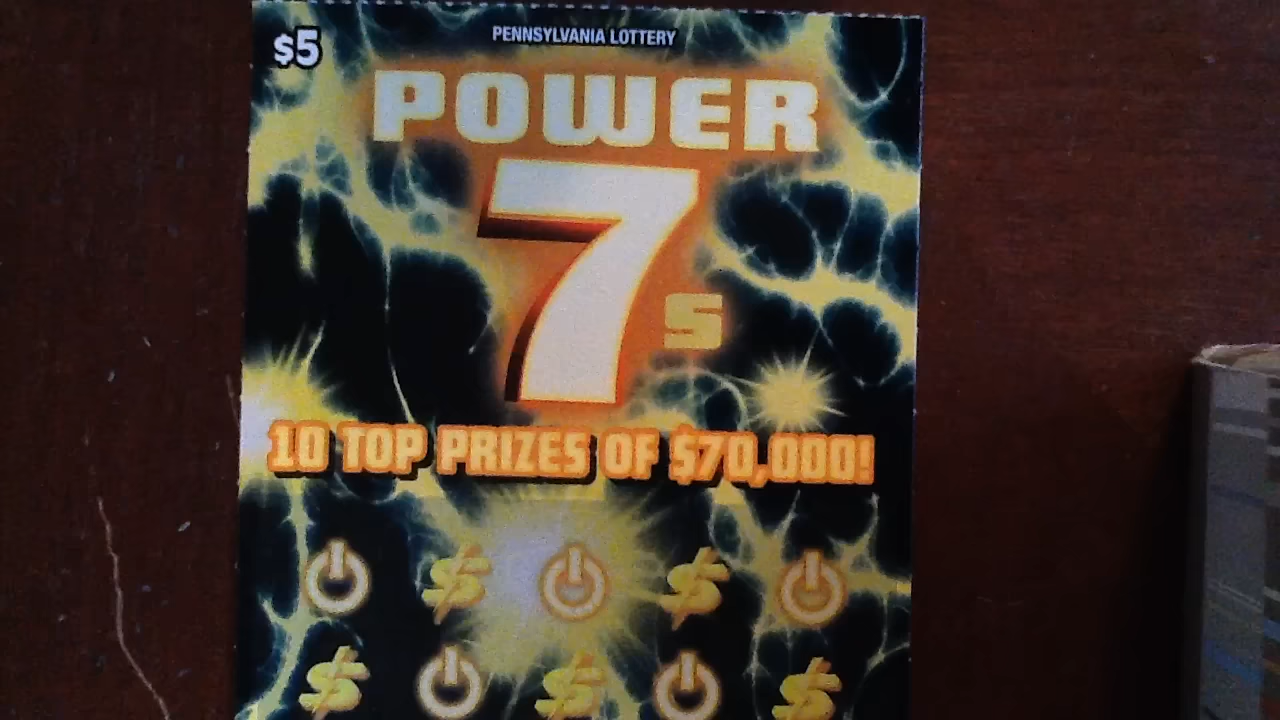 PENNSYLVANIA LOTTERY
$5
POWER
7s
10 TOP PRIZES OF $70,000!
$ $
$ $ $